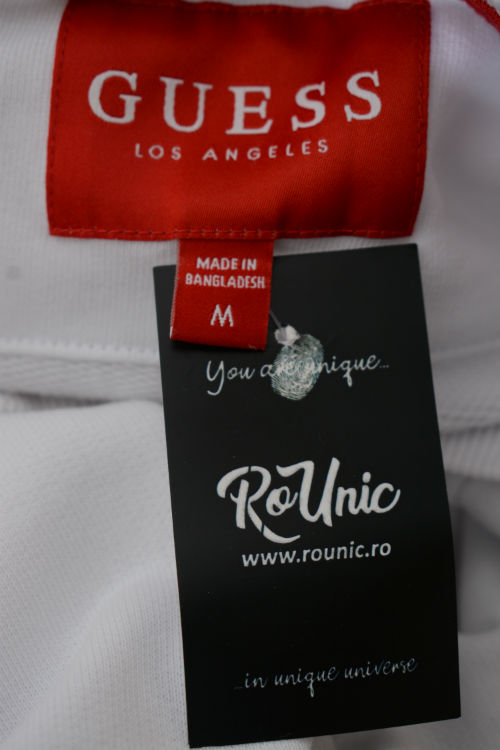 GUESS
LOS ANGELES
MADE IN
BANGLADESH
M
You are unique...
RoUnic
www.rounic.ro
...in unique universe